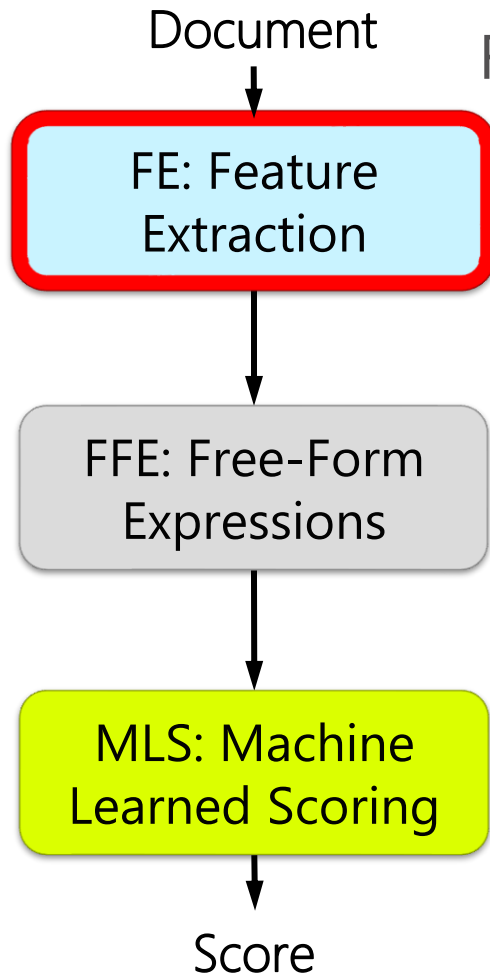 Document
FE: Feature
Extraction
FFE: Free-Form
Expressions
MLS: Machine
Learned Scoring
Score